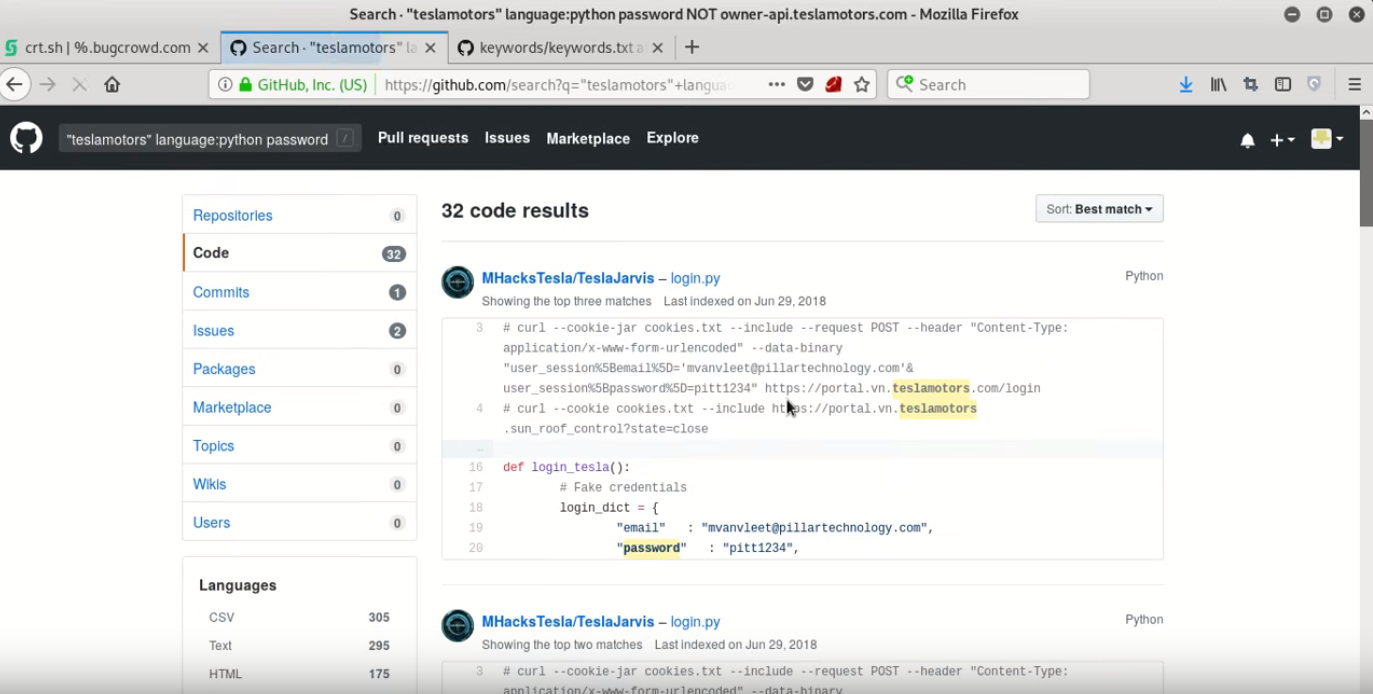 Search · "teslamotors" language:python password NOT owner-api.teslamotors.com - Mozilla Firefox
crt.sh | %.bugcrowd.com
Search · "teslamotors" la
keywords/keywords.txt a
GitHub, Inc. (US)
https://github.com/search?q="teslamotors"+langua
Search
"teslamotors" language:python password /
Pull requests Issues Marketplace Explore
Repositories 0
Code 32
Commits 1
Issues 2
Packages 0
Marketplace 0
Topics 0
Wikis 0
Users 0
Languages
CSV 305
Text 295
HTML 175
32 code results
Sort: Best match
MHacksTesla/TeslaJarvis – login.py
Python
Showing the top three matches Last indexed on Jun 29, 2018
3 # curl --cookie-jar cookies.txt --include --request POST --header "Content-Type:
application/x-www-form-urlencoded" --data-binary
"user_session%5Bemail%5D='mvanvleet@pillartechnology.com'&
user_session%5Bpassword%5D=pitt1234" https://portal.vn.teslamotors.com/login
4 # curl --cookie cookies.txt --include https://portal.vn.teslamotors
.sun_roof_control?state=close
…
16 def login_tesla():
17 # Fake credentials
18 login_dict = {
19 "email" : "mvanvleet@pillartechnology.com",
20 "password" : "pitt1234",
MHacksTesla/TeslaJarvis – login.py
Python
Showing the top two matches Last indexed on Jun 29, 2018
3 # curl --cookie-jar cookies.txt --include --request POST --header "Content-Type:
application/x-www-form-urlencoded" --data-binary